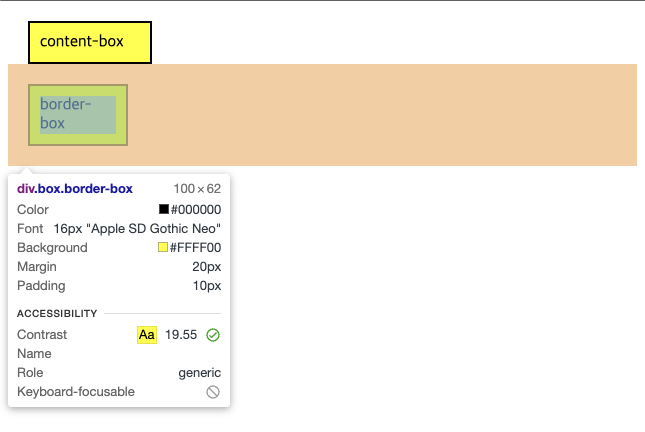 content-box
border-
box
div.box.border-box 100 × 62
Color #000000
Font 16px "Apple SD Gothic Neo"
Background #FFFF00
Margin 20px
Padding 10px
ACCESSIBILITY
Contrast Aa 19.55
Name
Role generic
Keyboard-focusable